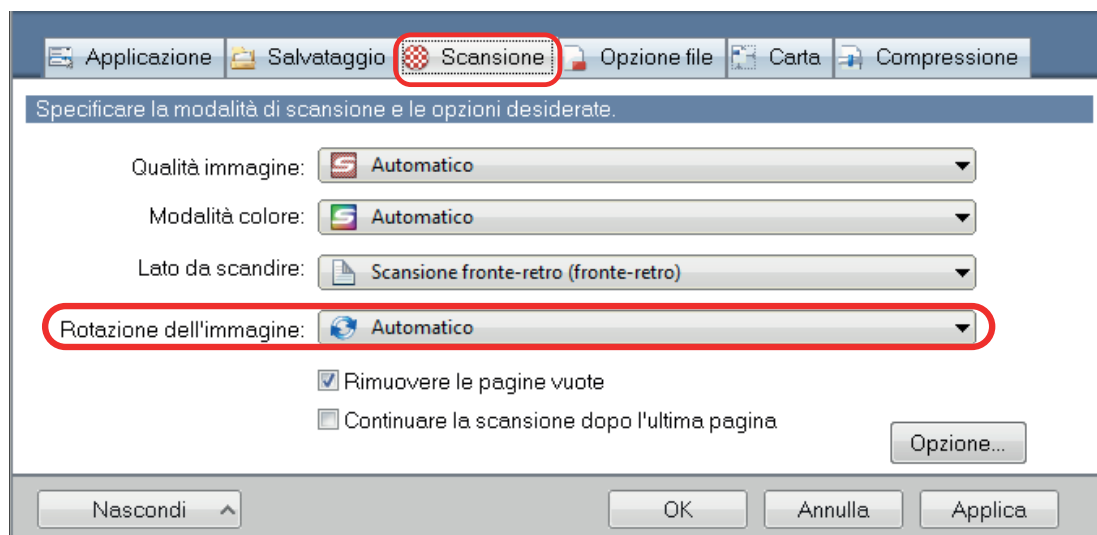 Applicazione Salvataggio Scansione Opzione file Carta Compressione
Specificare la modalità di scansione e le opzioni desiderate.
Qualità immagine: Automatico
Modalità colore: Automatico
Lato da scandire: Scansione fronte-retro (fronte-retro)
Rotazione dell'immagine: Automatico
Rimuovere le pagine vuote
Continuare la scansione dopo l'ultima pagina
Opzione...
Nascondi OK Annulla Applica